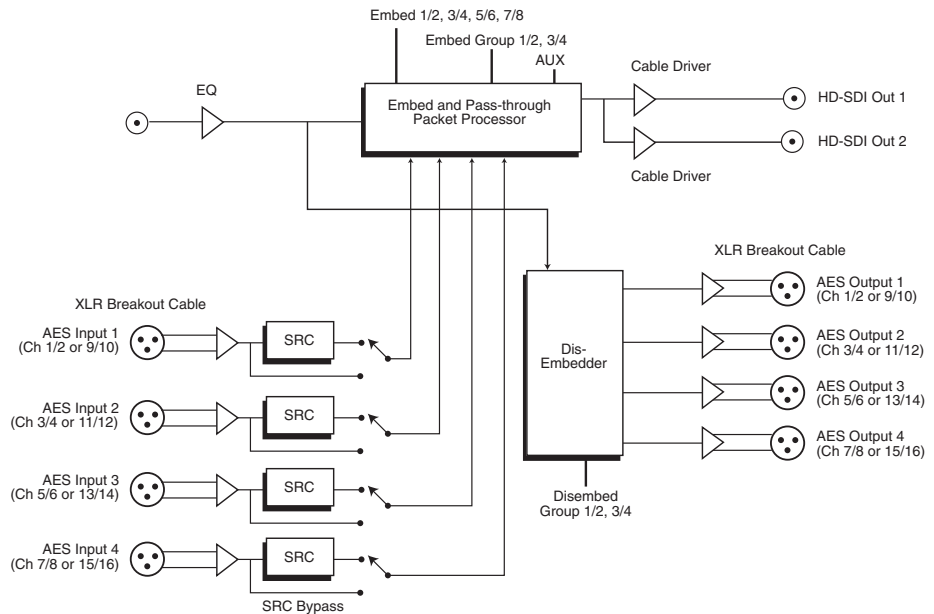 Embed 1/2, 3/4, 5/6, 7/8
Embed Group 1/2, 3/4
AUX
Cable Driver
EQ
Embed and Pass-through
Packet Processor
HD-SDI Out 1
HD-SDI Out 2
Cable Driver
XLR Breakout Cable
AES Output 1
(Ch 1/2 or 9/10)
AES Output 2
(Ch 3/4 or 11/12)
AES Output 3
(Ch 5/6 or 13/14)
AES Output 4
(Ch 7/8 or 15/16)
Dis-
Embedder
Disembed
Group 1/2, 3/4
XLR Breakout Cable
AES Input 1
(Ch 1/2 or 9/10)
SRC
AES Input 2
(Ch 3/4 or 11/12)
SRC
AES Input 3
(Ch 5/6 or 13/14)
SRC
AES Input 4
(Ch 7/8 or 15/16)
SRC
SRC Bypass